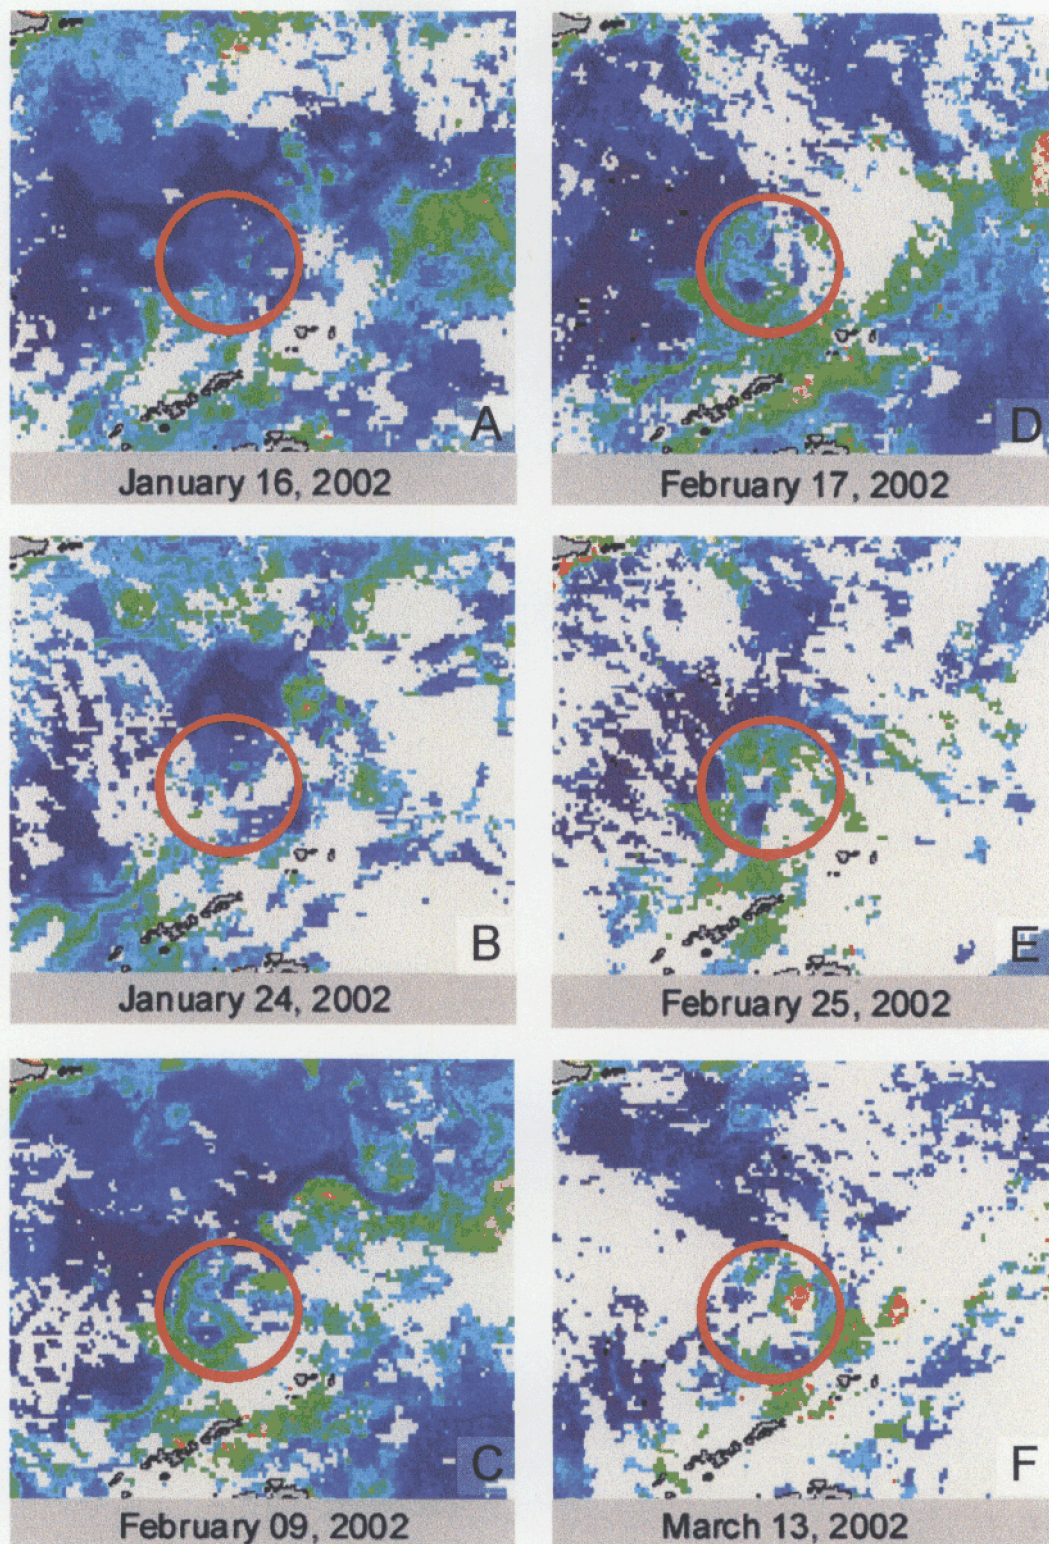 A
January 16, 2002
B
January 24, 2002
C
February 09, 2002
D
February 17, 2002
E
February 25, 2002
F
March 13, 2002